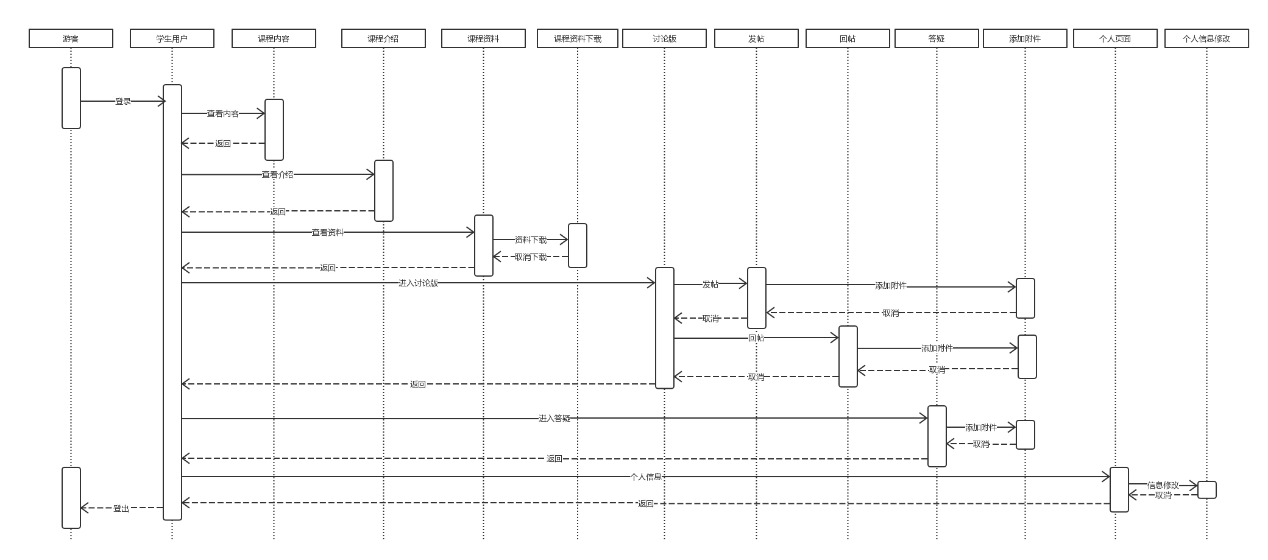 游客 学生用户 课程内容 课程介绍 课程资料 课程资料下载 讨论版 发帖 回帖 答疑 添加附件 个人页面 个人信息修改
登录
查看内容
返回
查看介绍
返回
查看资料
资料下载
取消下载
返回
进入讨论版
发帖
添加附件
取消
取消
回帖
添加附件
取消
取消
返回
进入答疑
添加附件
取消
返回
个人信息
信息修改
取消
返回
登出